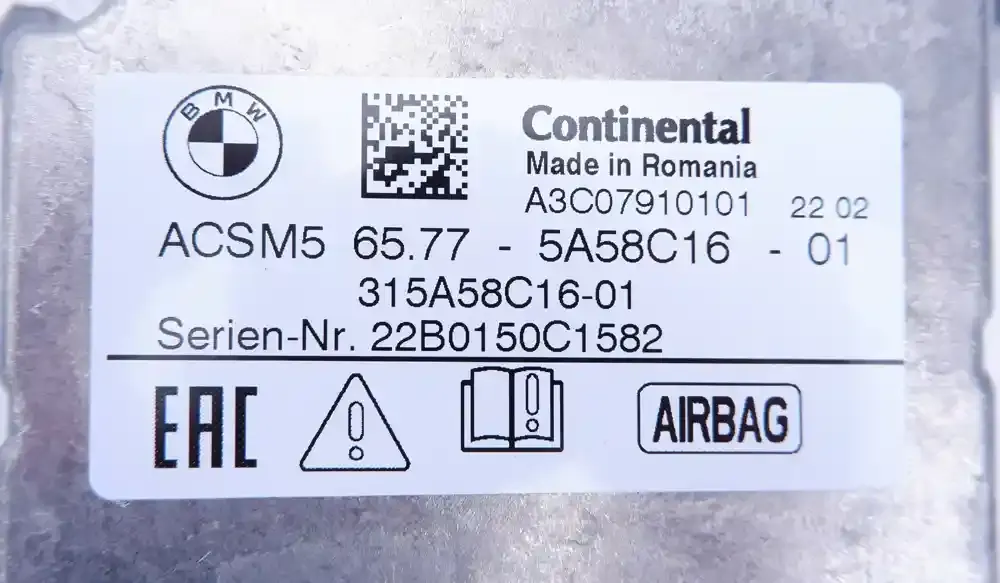 BMW
Continental
Made in Romania
A3C07910101 22 02
ACSM5 65.77 - 5A58C16 - 01
315A58C16-01
Serien-Nr. 22B0150C1582
EAC
AIRBAG